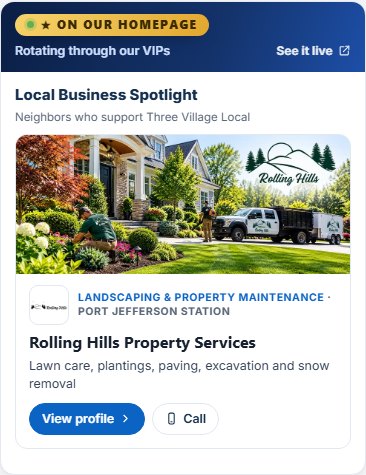 ★ ON OUR HOMEPAGE
Rotating through our VIPs
See it live
Local Business Spotlight
Neighbors who support Three Village Local
Rolling Hills
LANDSCAPING & PROPERTY MAINTENANCE ·
PORT JEFFERSON STATION
Rolling Hills Property Services
Lawn care, plantings, paving, excavation and snow
removal
View profile
Call